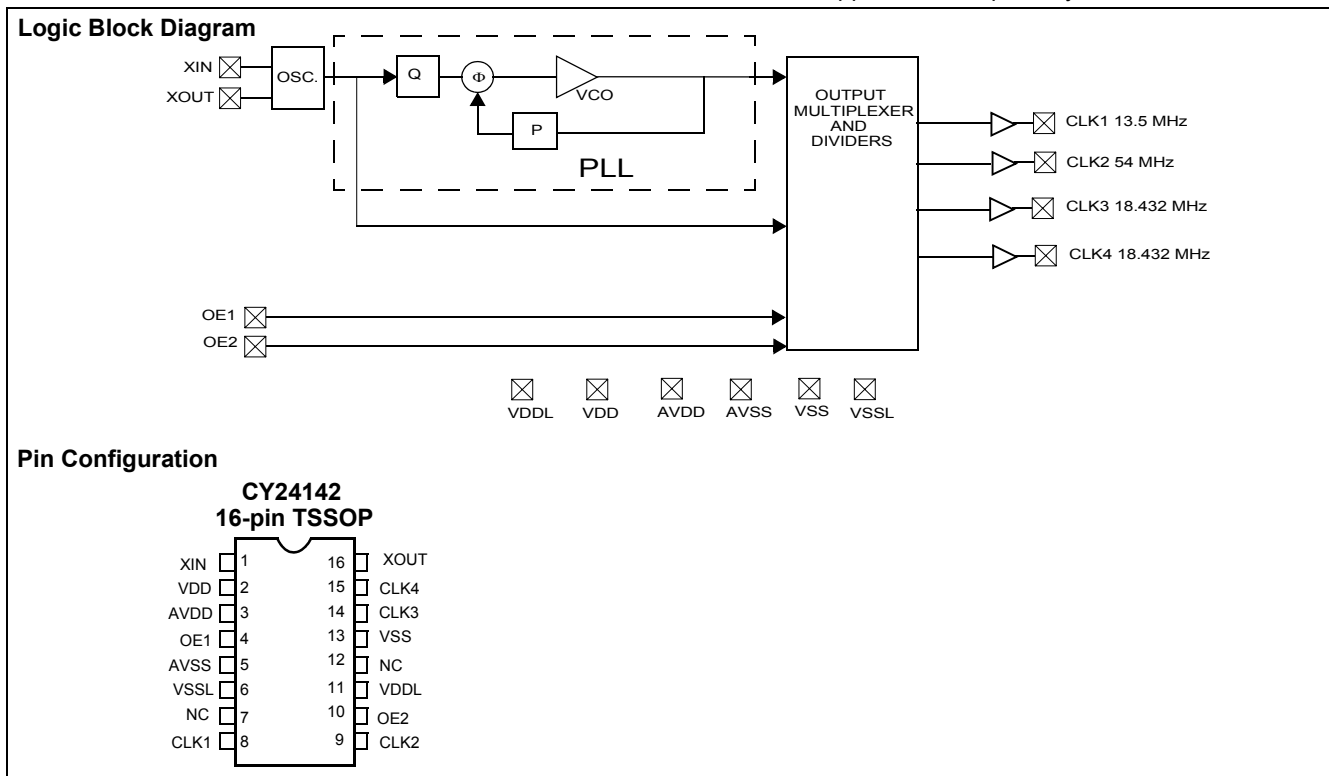 Logic Block Diagram
XIN
XOUT
OSC.
Q
Φ
VCO
P
PLL
OUTPUT
MULTIPLEXER
AND
DIVIDERS
CLK1 13.5 MHz
CLK2 54 MHz
CLK3 18.432 MHz
CLK4 18.432 MHz
OE1
OE2
VDDL VDD AVDD AVSS VSS VSSL
Pin Configuration
CY24142
16-pin TSSOP
XIN 1 16 XOUT
VDD 2 15 CLK4
AVDD 3 14 CLK3
OE1 4 13 VSS
AVSS 5 12 NC
VSSL 6 11 VDDL
NC 7 10 OE2
CLK1 8 9 CLK2